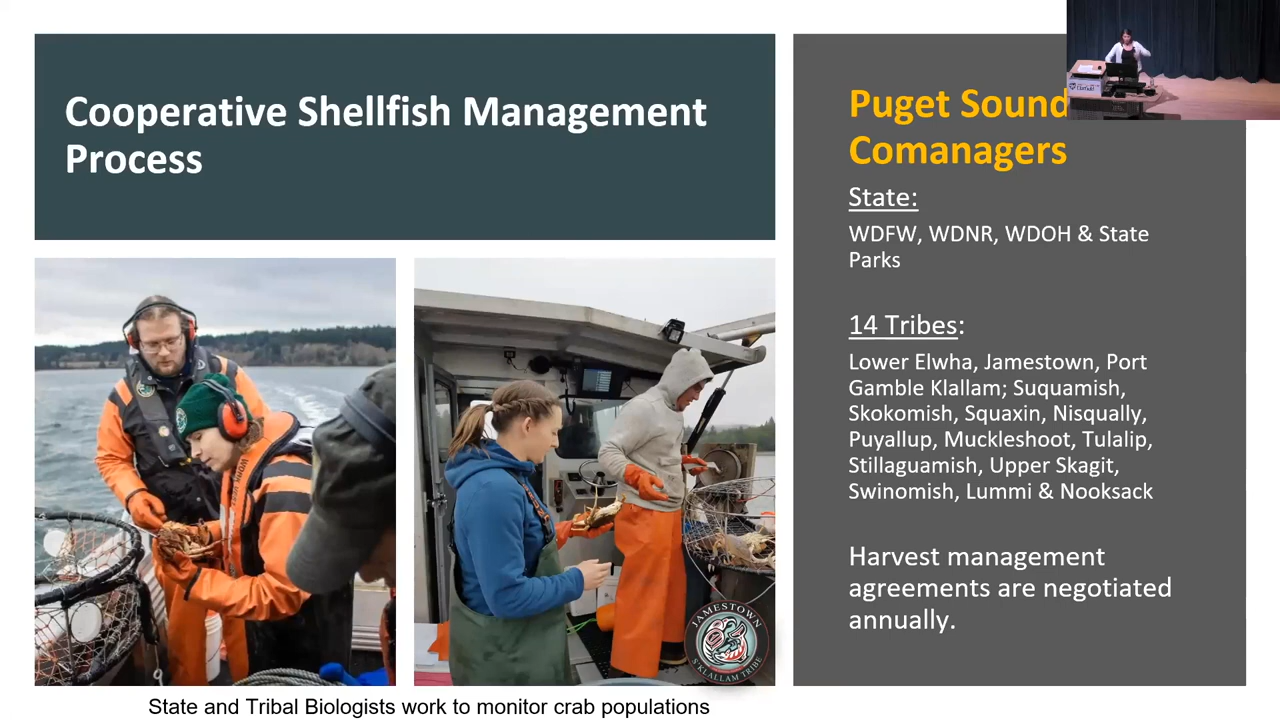 Cooperative Shellfish Management
Process
Puget Sound
Comanagers
State:
WDFW, WDNR, WDOH & State
Parks
14 Tribes:
Lower Elwha, Jamestown, Port
Gamble Klallam; Suquamish,
Skokomish, Squaxin, Nisqually,
Puyallup, Muckleshoot, Tulalip,
Stillaguamish, Upper Skagit,
Swinomish, Lummi & Nooksack
Harvest management
agreements are negotiated
annually.
JAMESTOWN
S'KLALLAM TRIBE
State and Tribal Biologists work to monitor crab populations